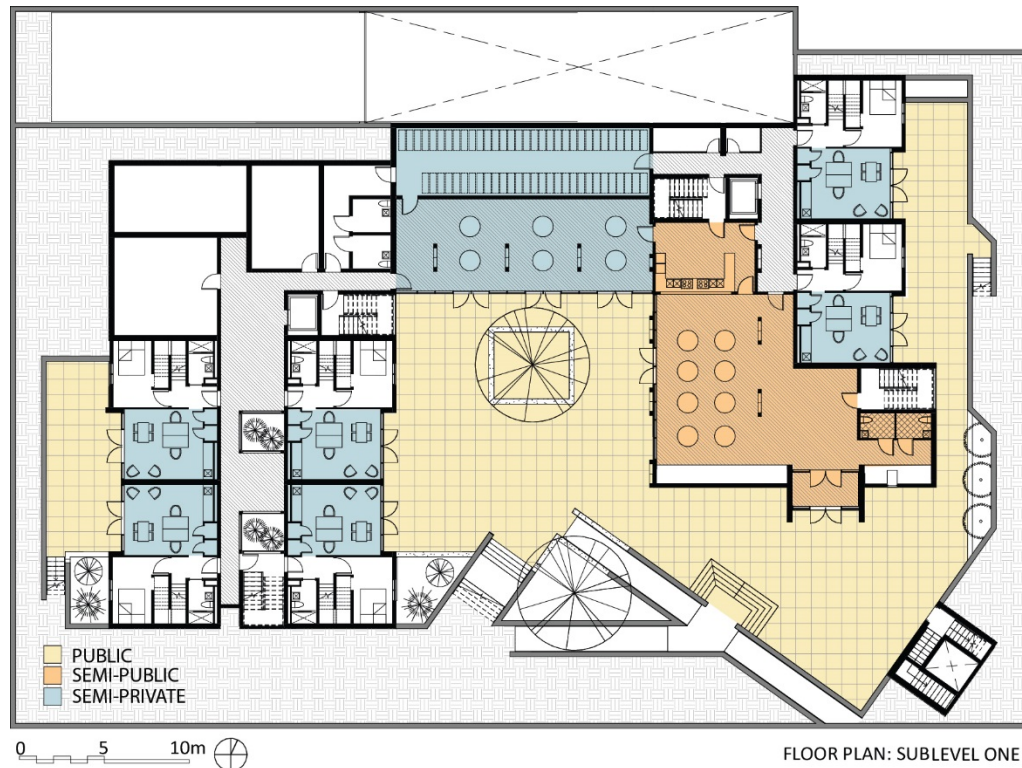 PUBLIC
SEMI-PUBLIC
SEMI-PRIVATE
0 5 10m
FLOOR PLAN: SUBLEVEL ONE